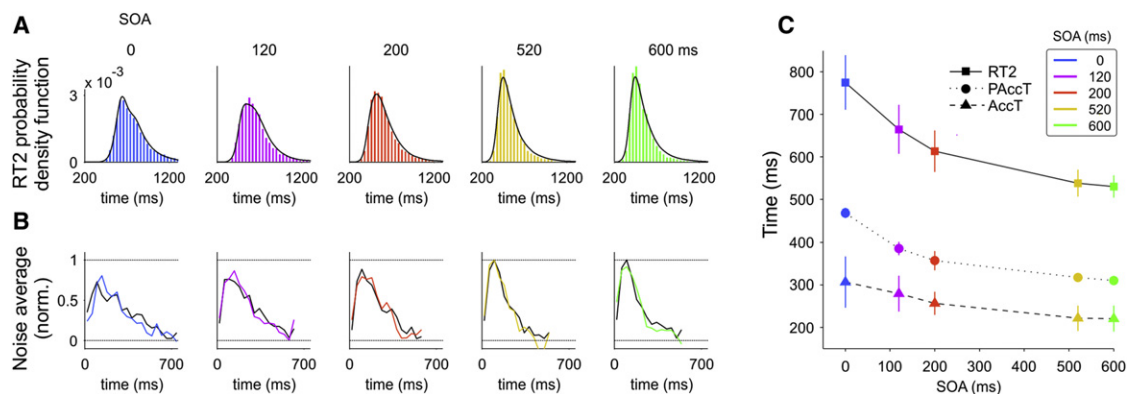 A
SOA
0 120 200 520 600 ms
x 10⁻³
RT2 probability
density function
3
0
200 1200 200 1200 200 1200 200 1200 200 1200
time (ms) time (ms) time (ms) time (ms) time (ms)
B
Noise average
(norm.)
1
0.5
0
0 700 0 700 0 700 0 700 0 700
time (ms) time (ms) time (ms) time (ms) time (ms)
C
SOA (ms)
0
120
200
520
600
RT2
PAccT
AccT
Time (ms)
800
700
600
500
400
300
200
0 100 200 300 400 500 600
SOA (ms)